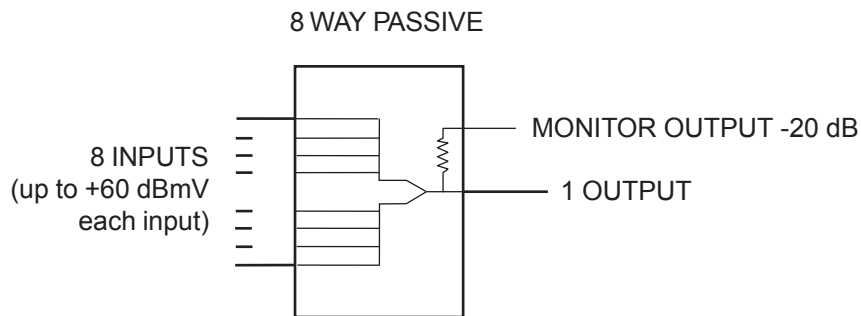 8 WAY PASSIVE
8 INPUTS
(up to +60 dBmV
each input)
MONITOR OUTPUT -20 dB
1 OUTPUT